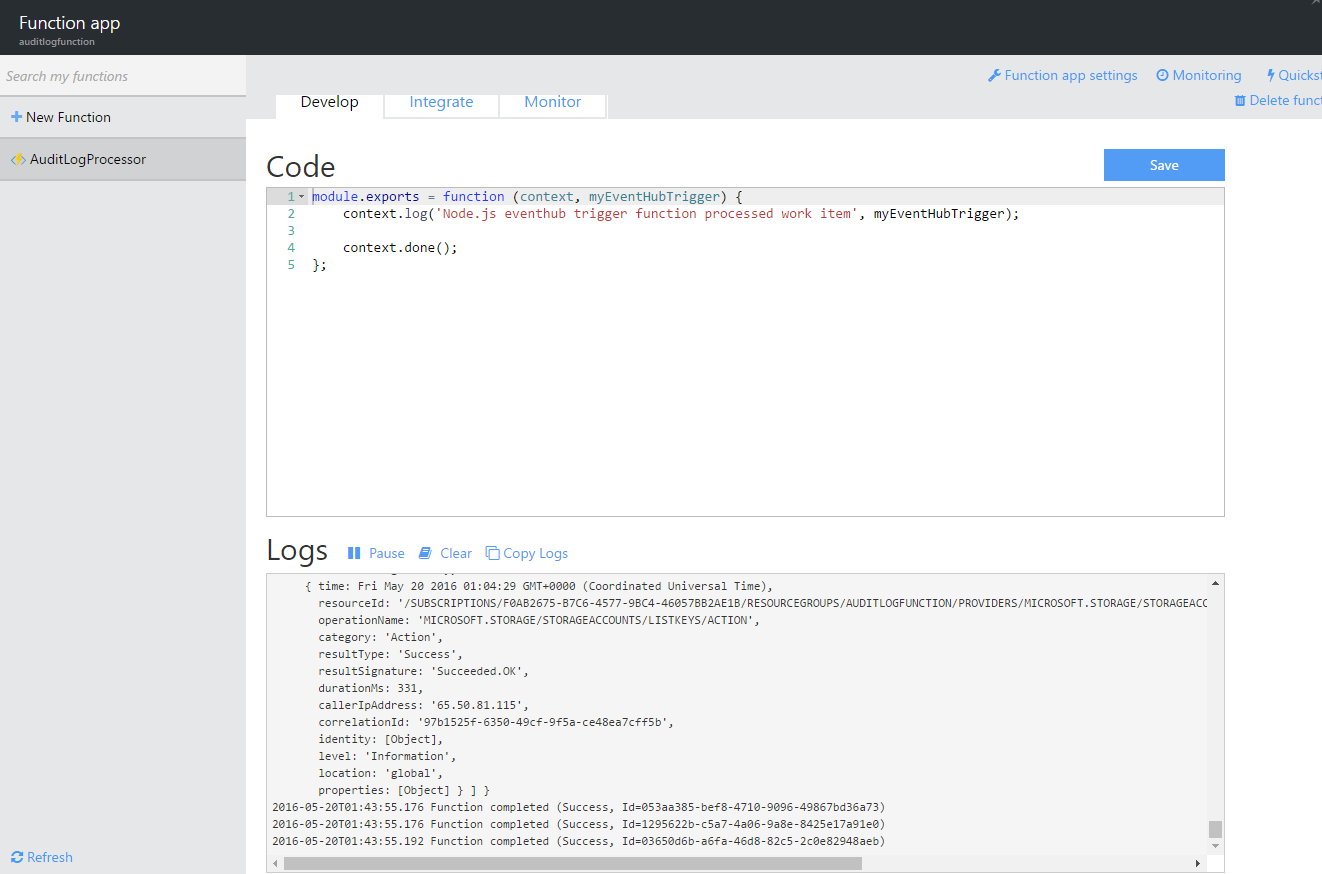 Function app
auditlogfunction
Search my functions
New Function
AuditLogProcessor
Refresh
Function app settings
Monitoring
Develop
Integrate
Monitor
Code
Save
1 module.exports = function (context, myEventHubTrigger) {
2 context.log('Node.js eventhub trigger function processed work item', myEventHubTrigger);
3
4 context.done();
5 };
Logs
Pause
Clear
Copy Logs
{ time: Fri May 20 2016 01:04:29 GMT+0000 (Coordinated Universal Time),
resourceId: '/SUBSCRIPTIONS/F0AB2675-B7C6-4577-9BC4-46057BB2AE1B/RESOURCEGROUPS/AUDITLOGFUNCTION/PROVIDERS/MICROSOFT.STORAGE/STORAGEACC
operationName: 'MICROSOFT.STORAGE/STORAGEACCOUNTS/LISTKEYS/ACTION',
category: 'Action',
resultType: 'Success',
resultSignature: 'Succeeded.OK',
durationMs: 331,
callerIpAddress: '65.50.81.115',
correlationId: '97b1525f-6350-49cf-9f5a-ce48ea7cff5b',
identity: [Object],
level: 'Information',
location: 'global',
properties: [Object] } ] }
2016-05-20T01:43:55.176 Function completed (Success, Id=053aa385-bef8-4710-9096-49867bd36a73)
2016-05-20T01:43:55.176 Function completed (Success, Id=1295622b-c5a7-4a06-9a8e-8425e17a91e0)
2016-05-20T01:43:55.192 Function completed (Success, Id=03650d6b-a6fa-46d8-82c5-2c0e82948aeb)
Quickst
Delete funct